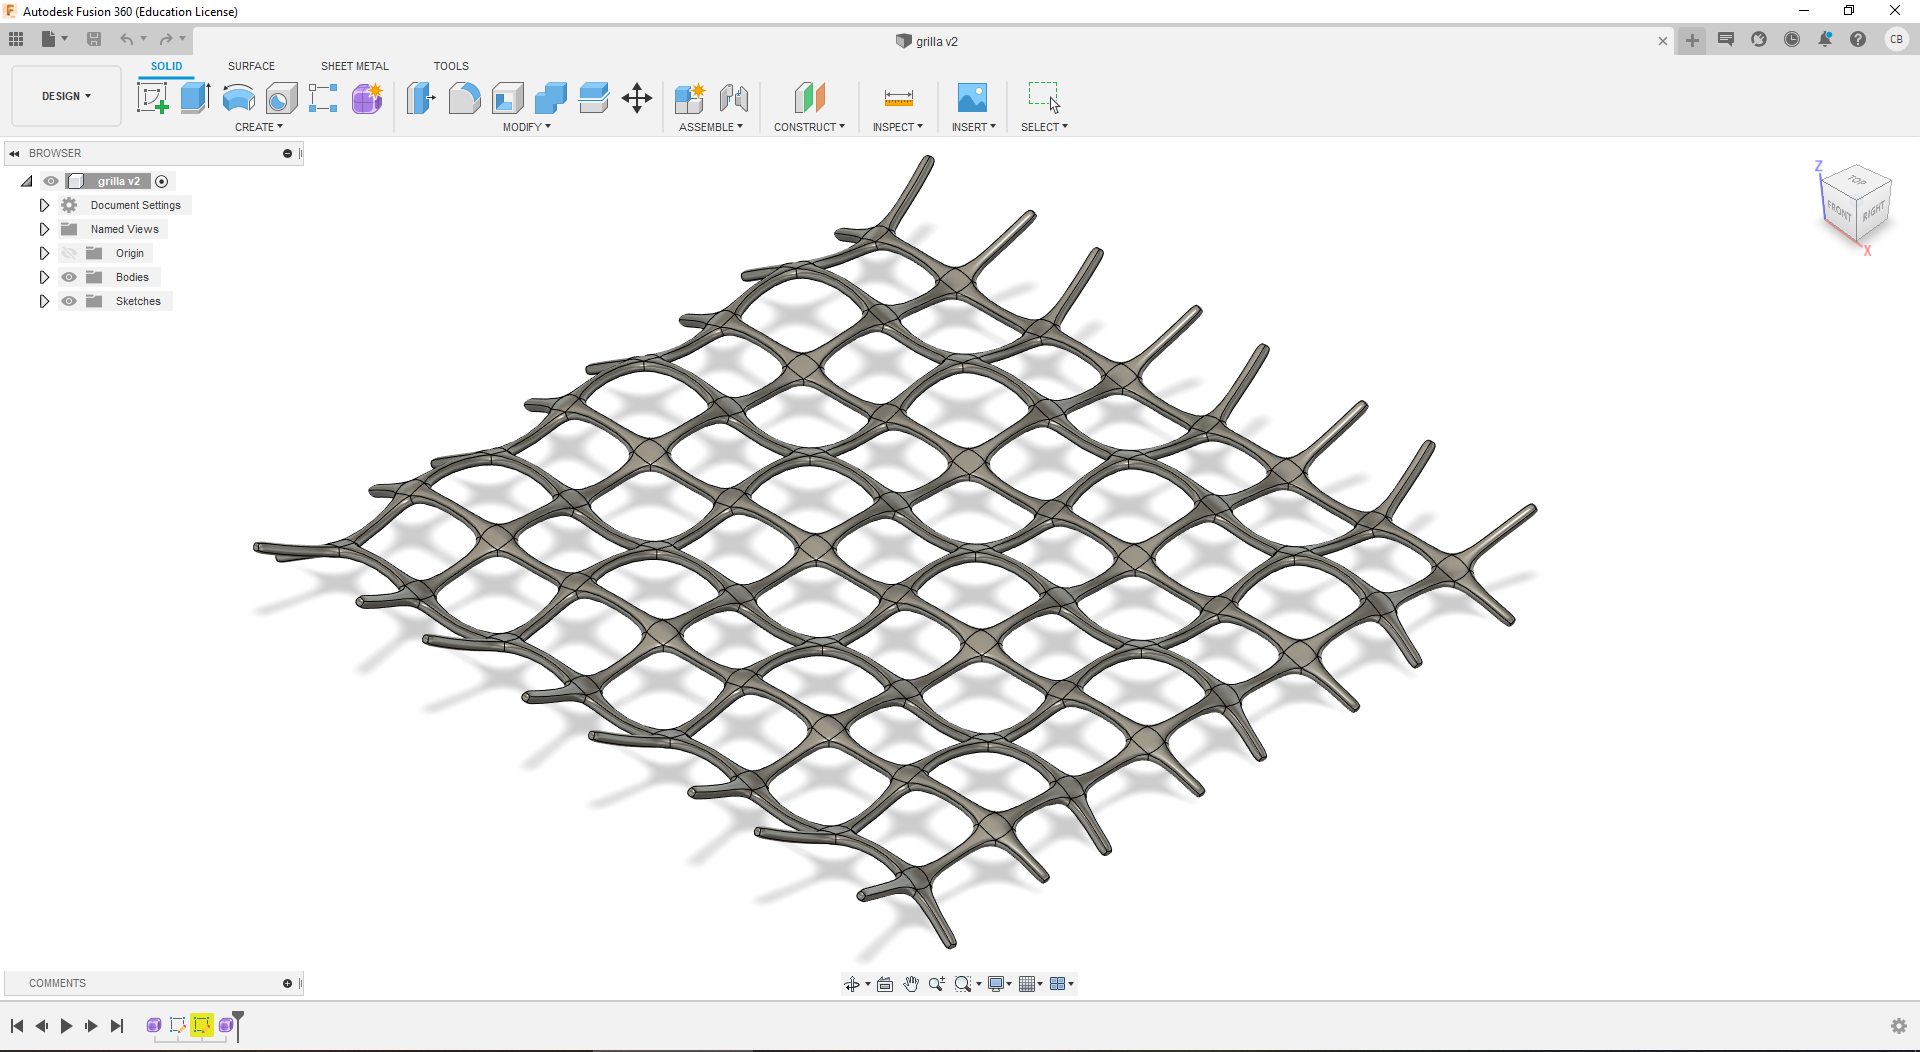 Autodesk Fusion 360 (Education License)
grilla v2
CB
DESIGN
SOLID
SURFACE
SHEET METAL
TOOLS
CREATE
MODIFY
ASSEMBLE
CONSTRUCT
INSPECT
INSERT
SELECT
BROWSER
grilla v2
Document Settings
Named Views
Origin
Bodies
Sketches
Z
TOP
FRONT
RIGHT
X
COMMENTS